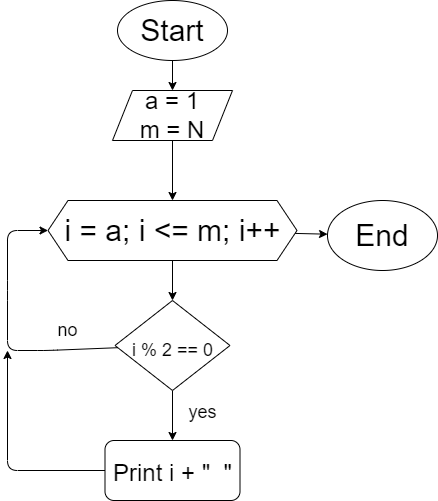 Start
a = 1
m = N
i = a; i <= m; i++
End
i % 2 == 0
no
yes
Print i + "  "